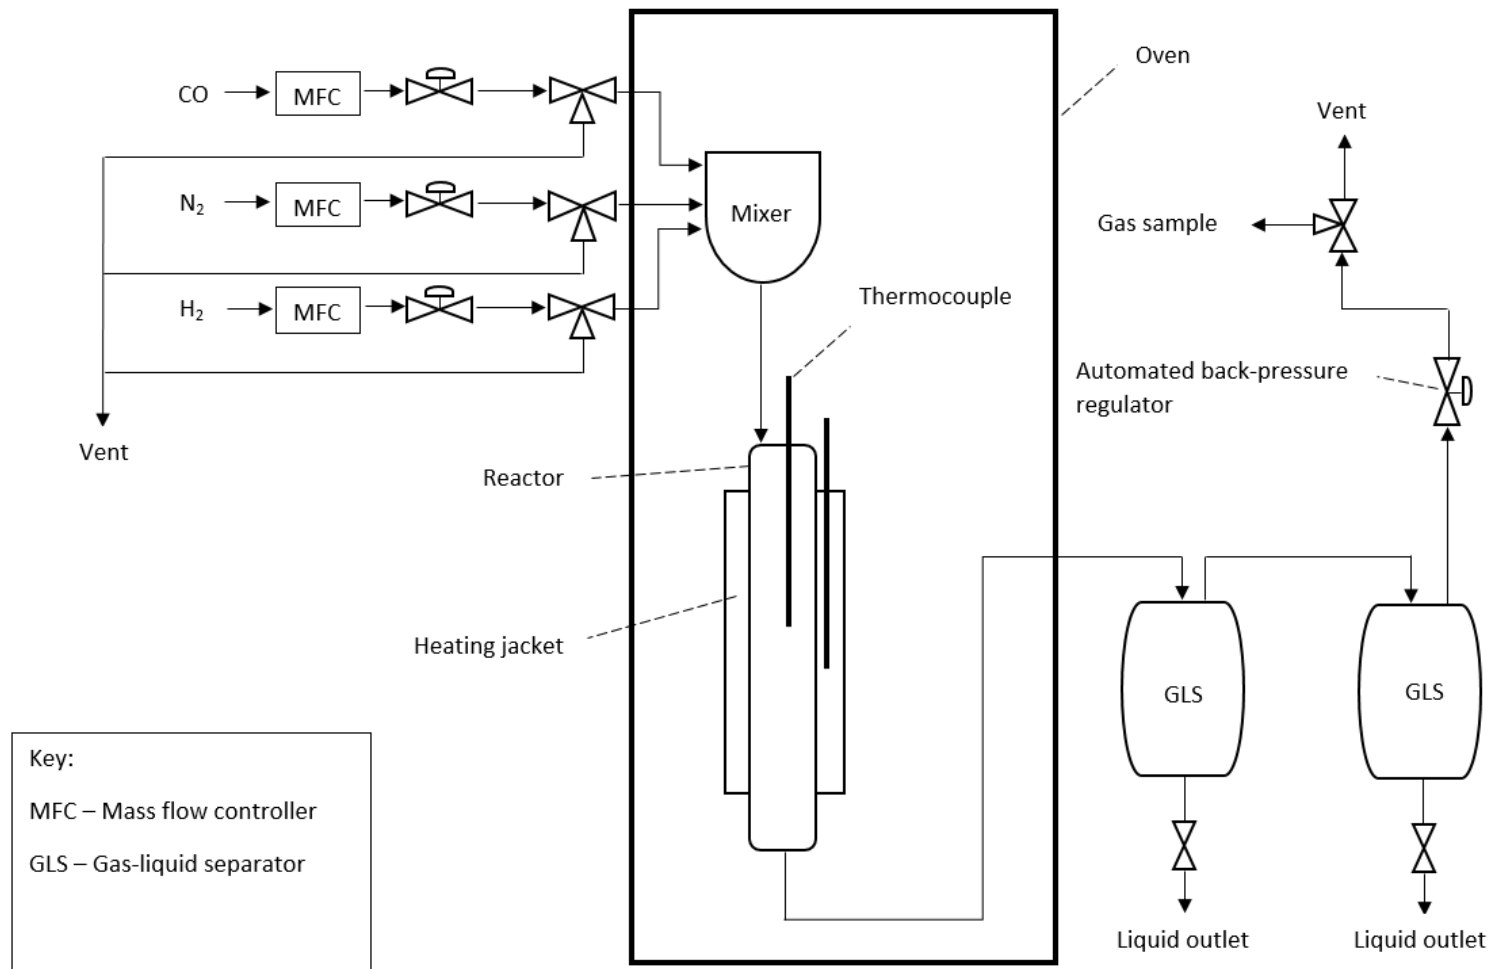 Oven
CO
MFC
Vent
N₂
MFC
Mixer
Gas sample
H₂
MFC
Thermocouple
Automated back-pressure
regulator
Vent
Reactor
Heating jacket
GLS
GLS
Key:
MFC – Mass flow controller
GLS – Gas-liquid separator
Liquid outlet
Liquid outlet